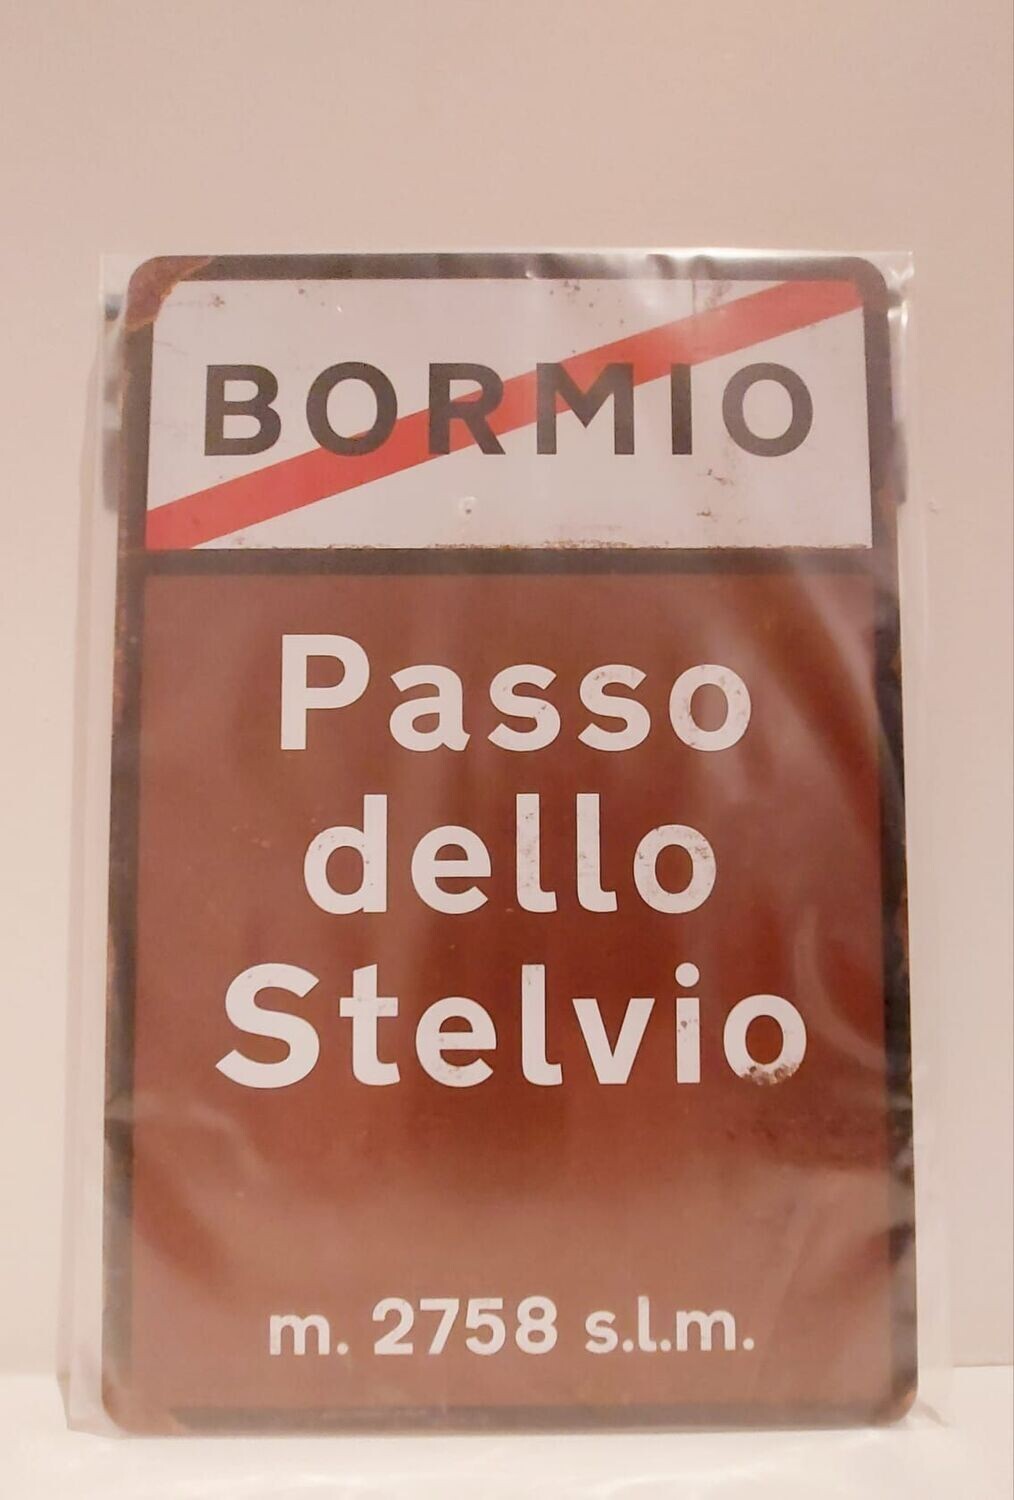 BORMIO
Passo
dello
Stelvio
m. 2758 s.l.m.